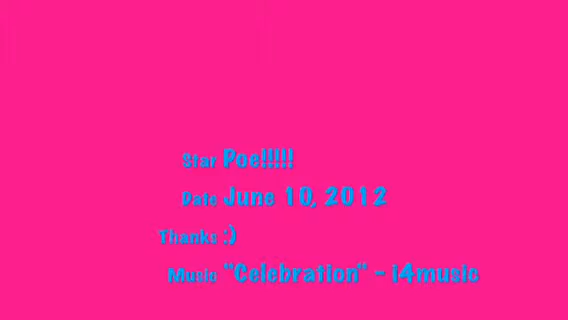 Star Poe!!!!!
Date June 10, 2012
Thanks :)
Music "Celebration" - i4music